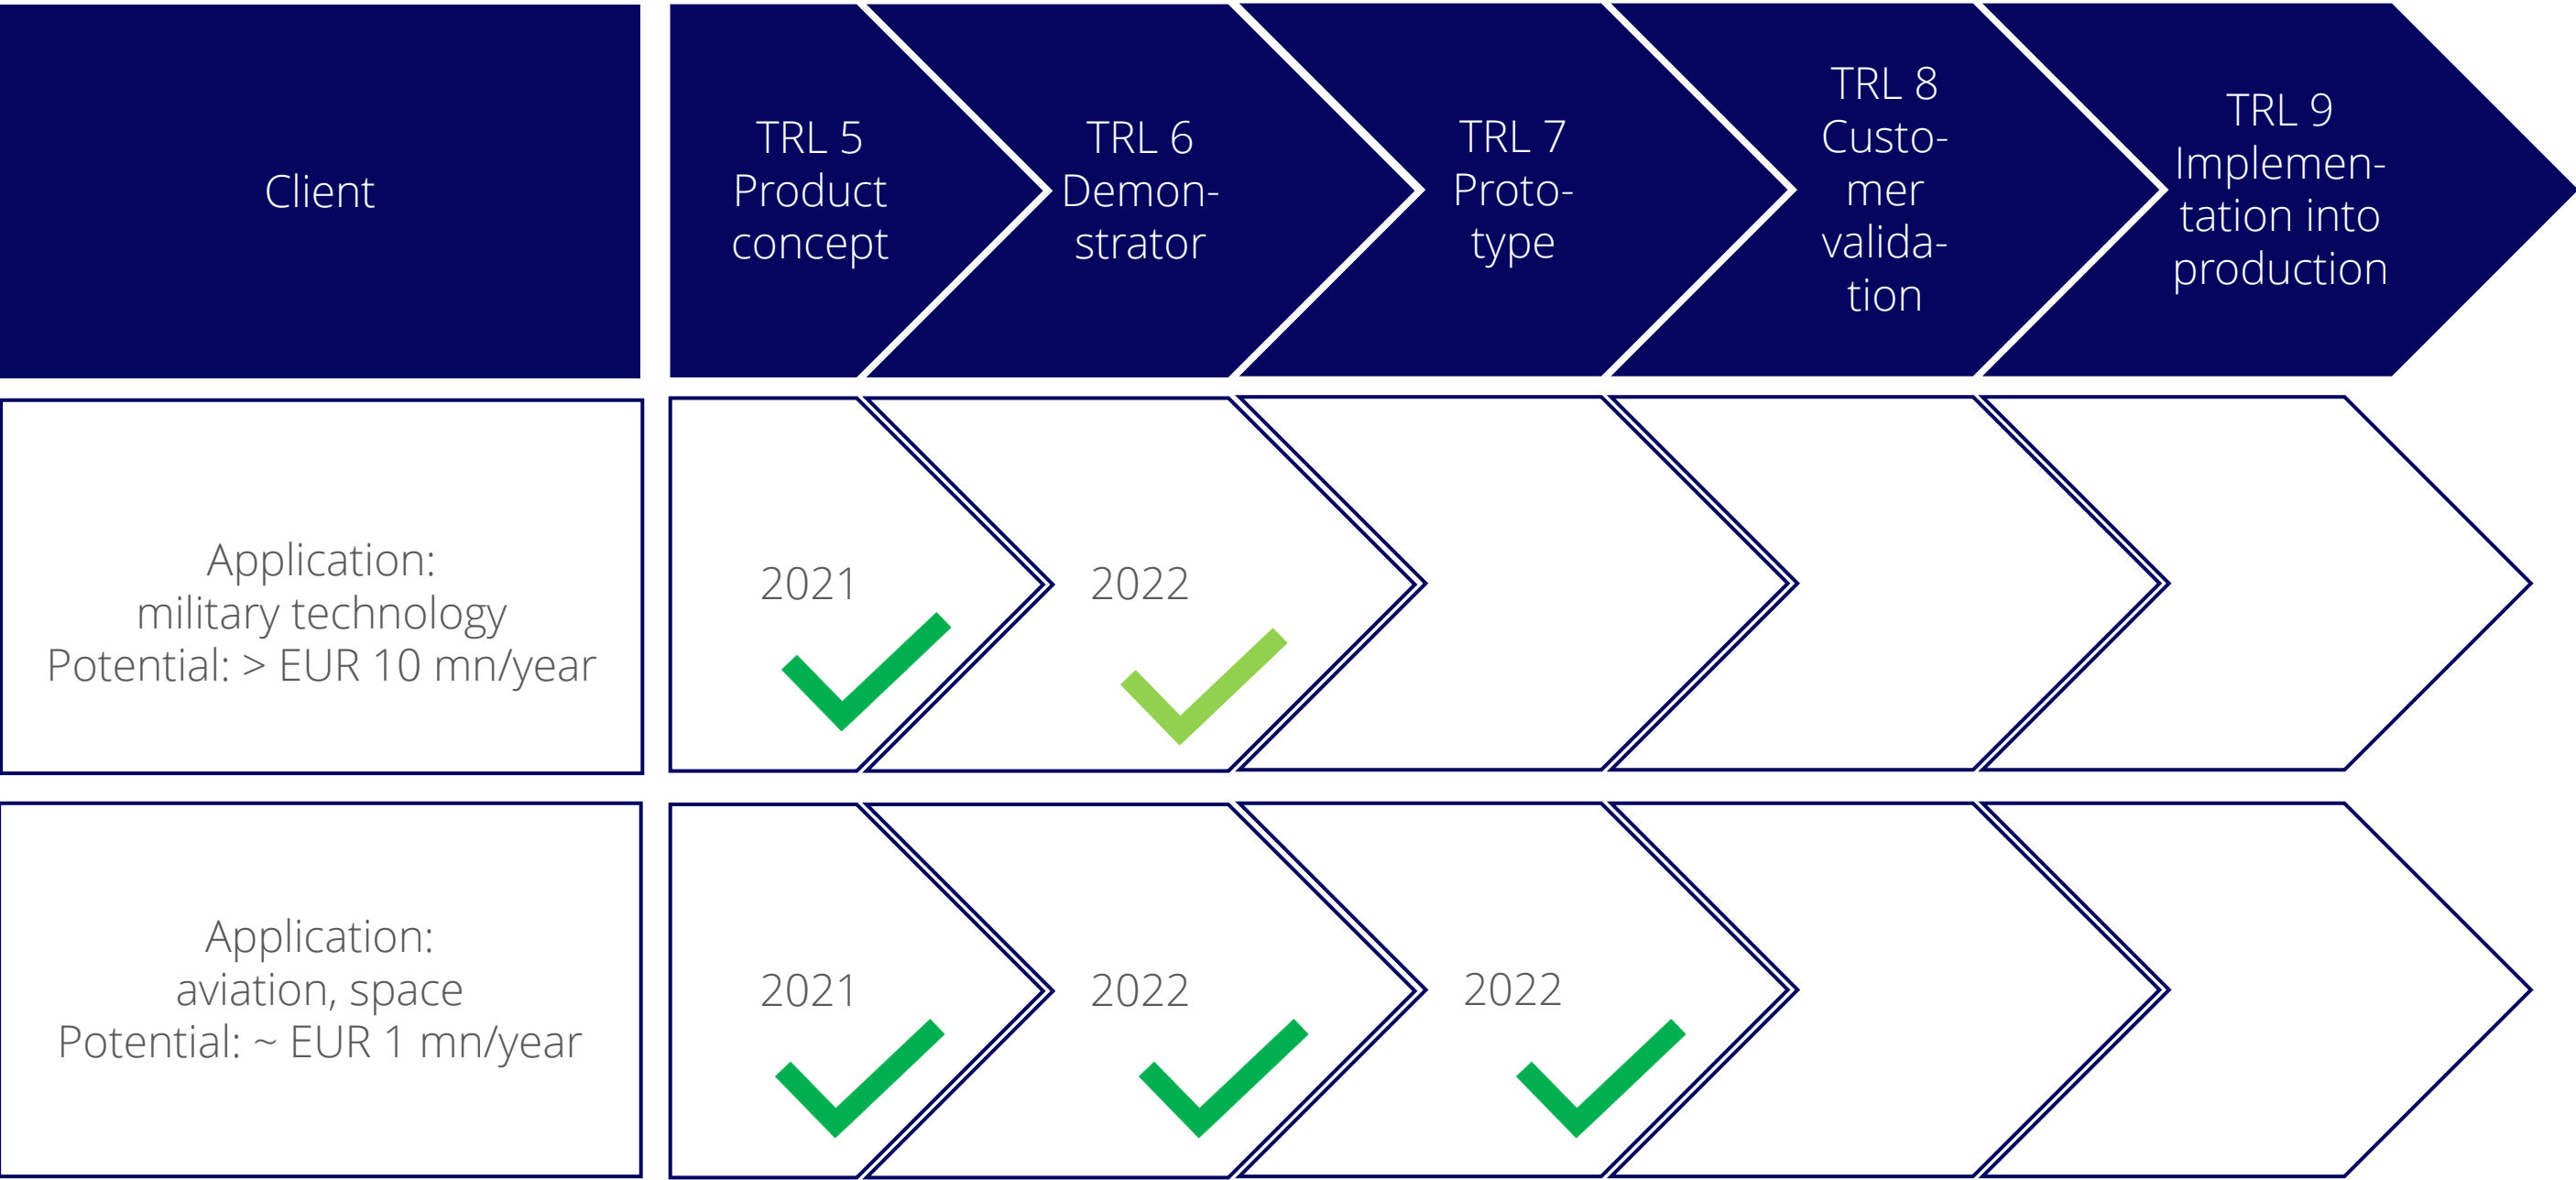 Client
TRL 5
Product
concept
TRL 6
Demon-
strator
TRL 7
Proto-
type
TRL 8
Custo-
mer
valida-
tion
TRL 9
Implemen-
tation into
production
Application:
military technology
Potential: > EUR 10 mn/year
2021
2022
Application:
aviation, space
Potential: ~ EUR 1 mn/year
2021
2022
2022